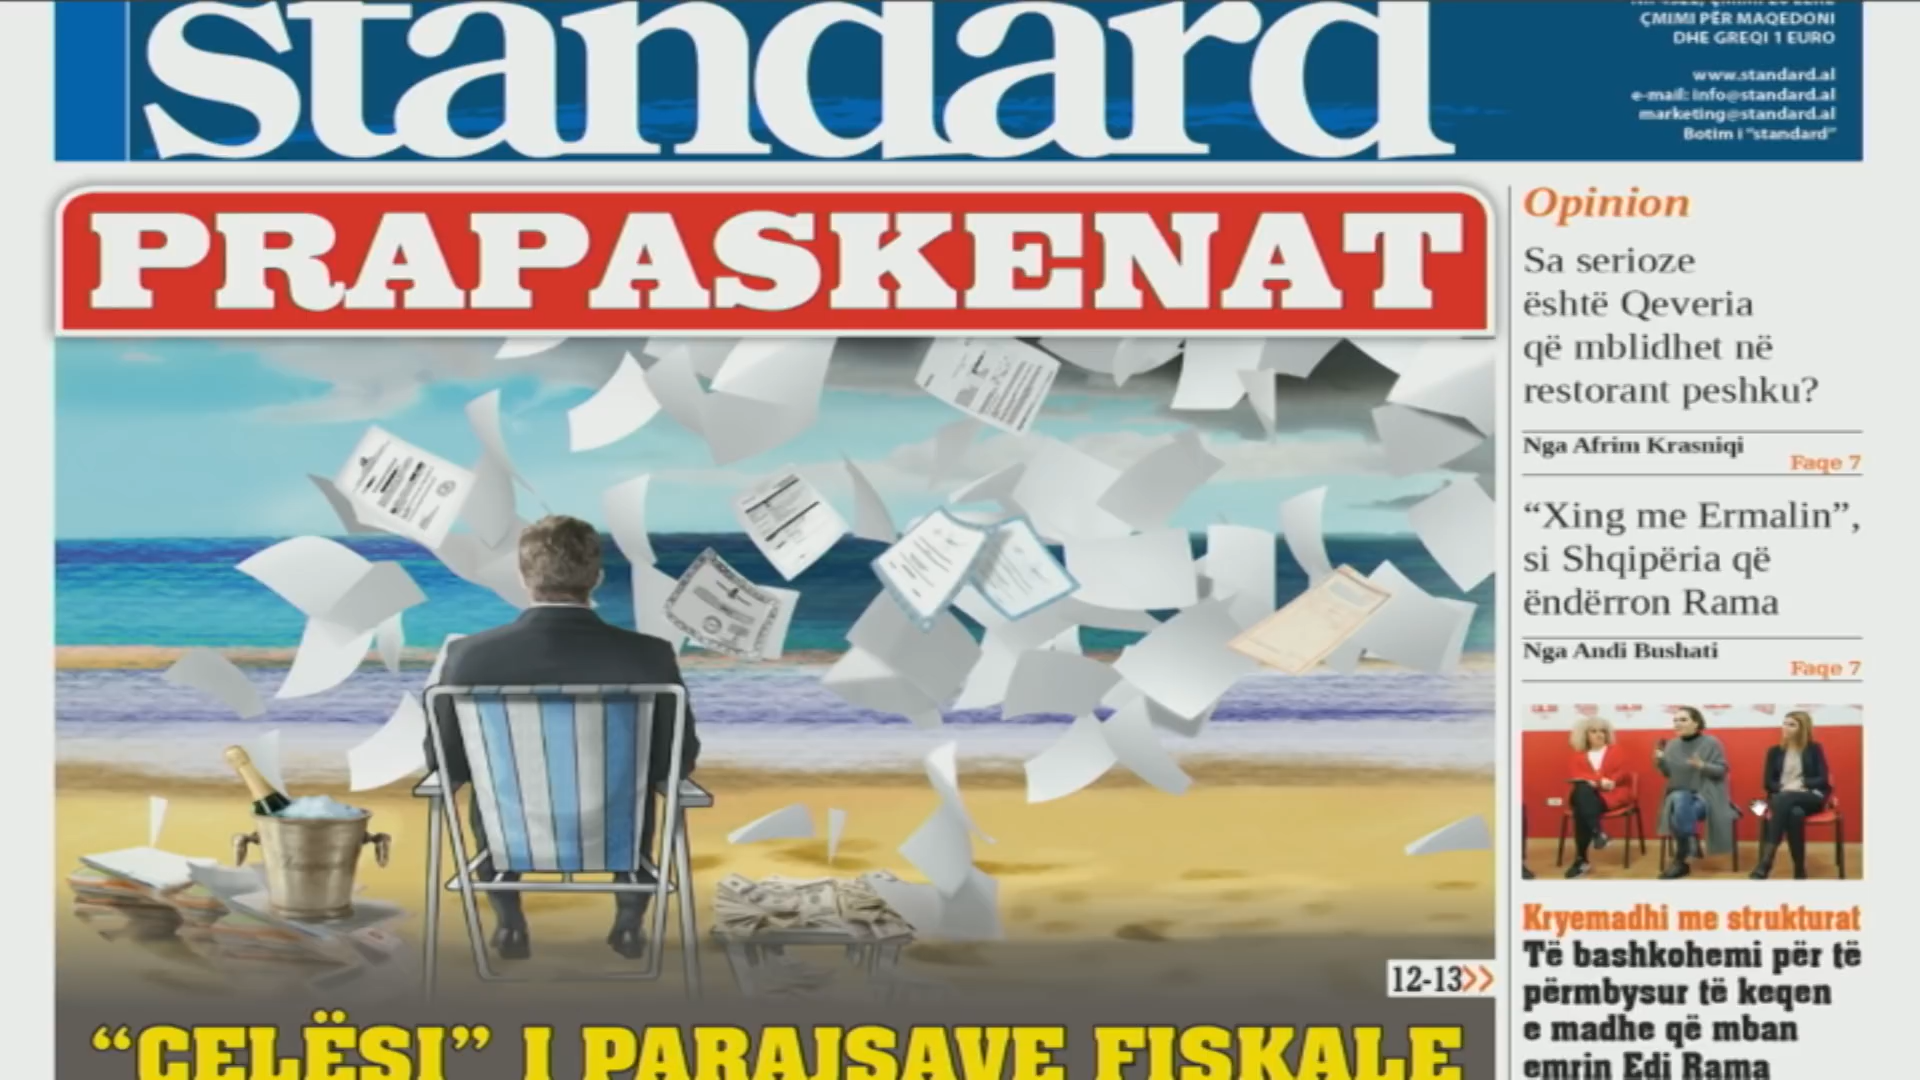 standard
ÇMIMI PËR MAQEDONI
DHE GREQI 1 EURO
www.standard.al
e-mail: info@standard.al
marketing@standard.al
Botim i "standard"
PRAPASKENAT
12-13>>
“ÇELËSI” I PARAJSAVE FISKALE
Opinion
Sa serioze
është Qeveria
që mblidhet në
restorant peshku?
Nga Afrim Krasniqi
Faqe 7
“Xing me Ermalin”,
si Shqipëria që
ëndërron Rama
Nga Andi Bushati
Faqe 7
Kryemadhi me strukturat
Të bashkohemi për të
përmbysur të keqen
e madhe që mban
emrin Edi Rama